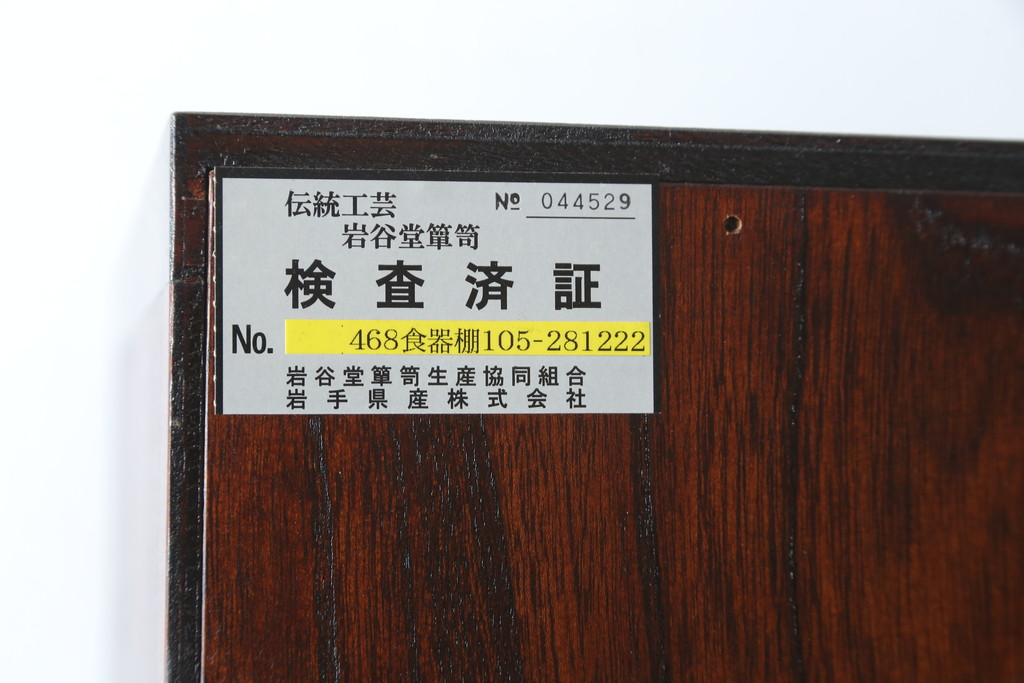 伝統工芸 № 044529
岩谷堂簞笥
検査済証
No. 468食器棚105-281222
岩谷堂簞笥生産協同組合
岩手県産株式会社